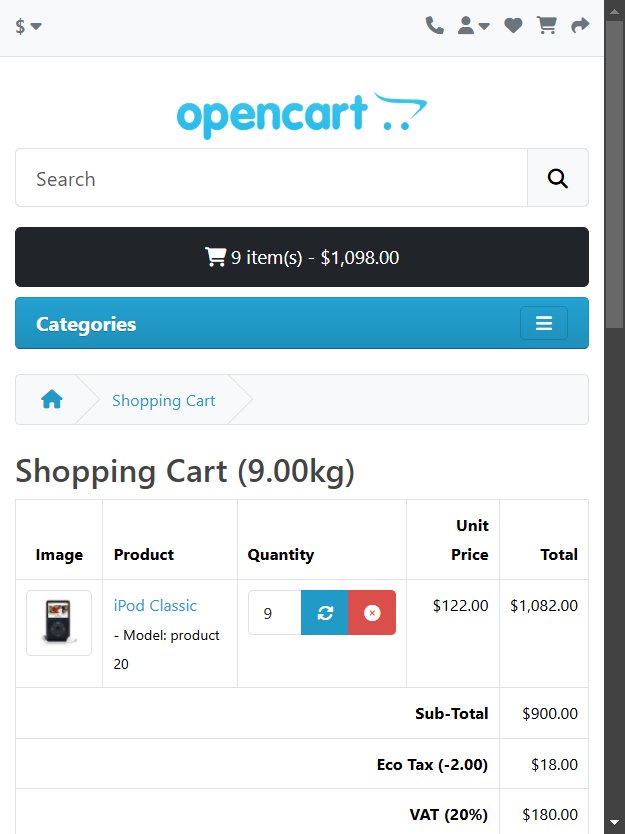 $
opencart
Search
9 item(s) - $1,098.00
Categories
Shopping Cart
Shopping Cart (9.00kg)
Image Product Quantity Unit Price Total
iPod Classic 9 $122.00 $1,082.00
- Model: product
20
Sub-Total $900.00
Eco Tax (-2.00) $18.00
VAT (20%) $180.00